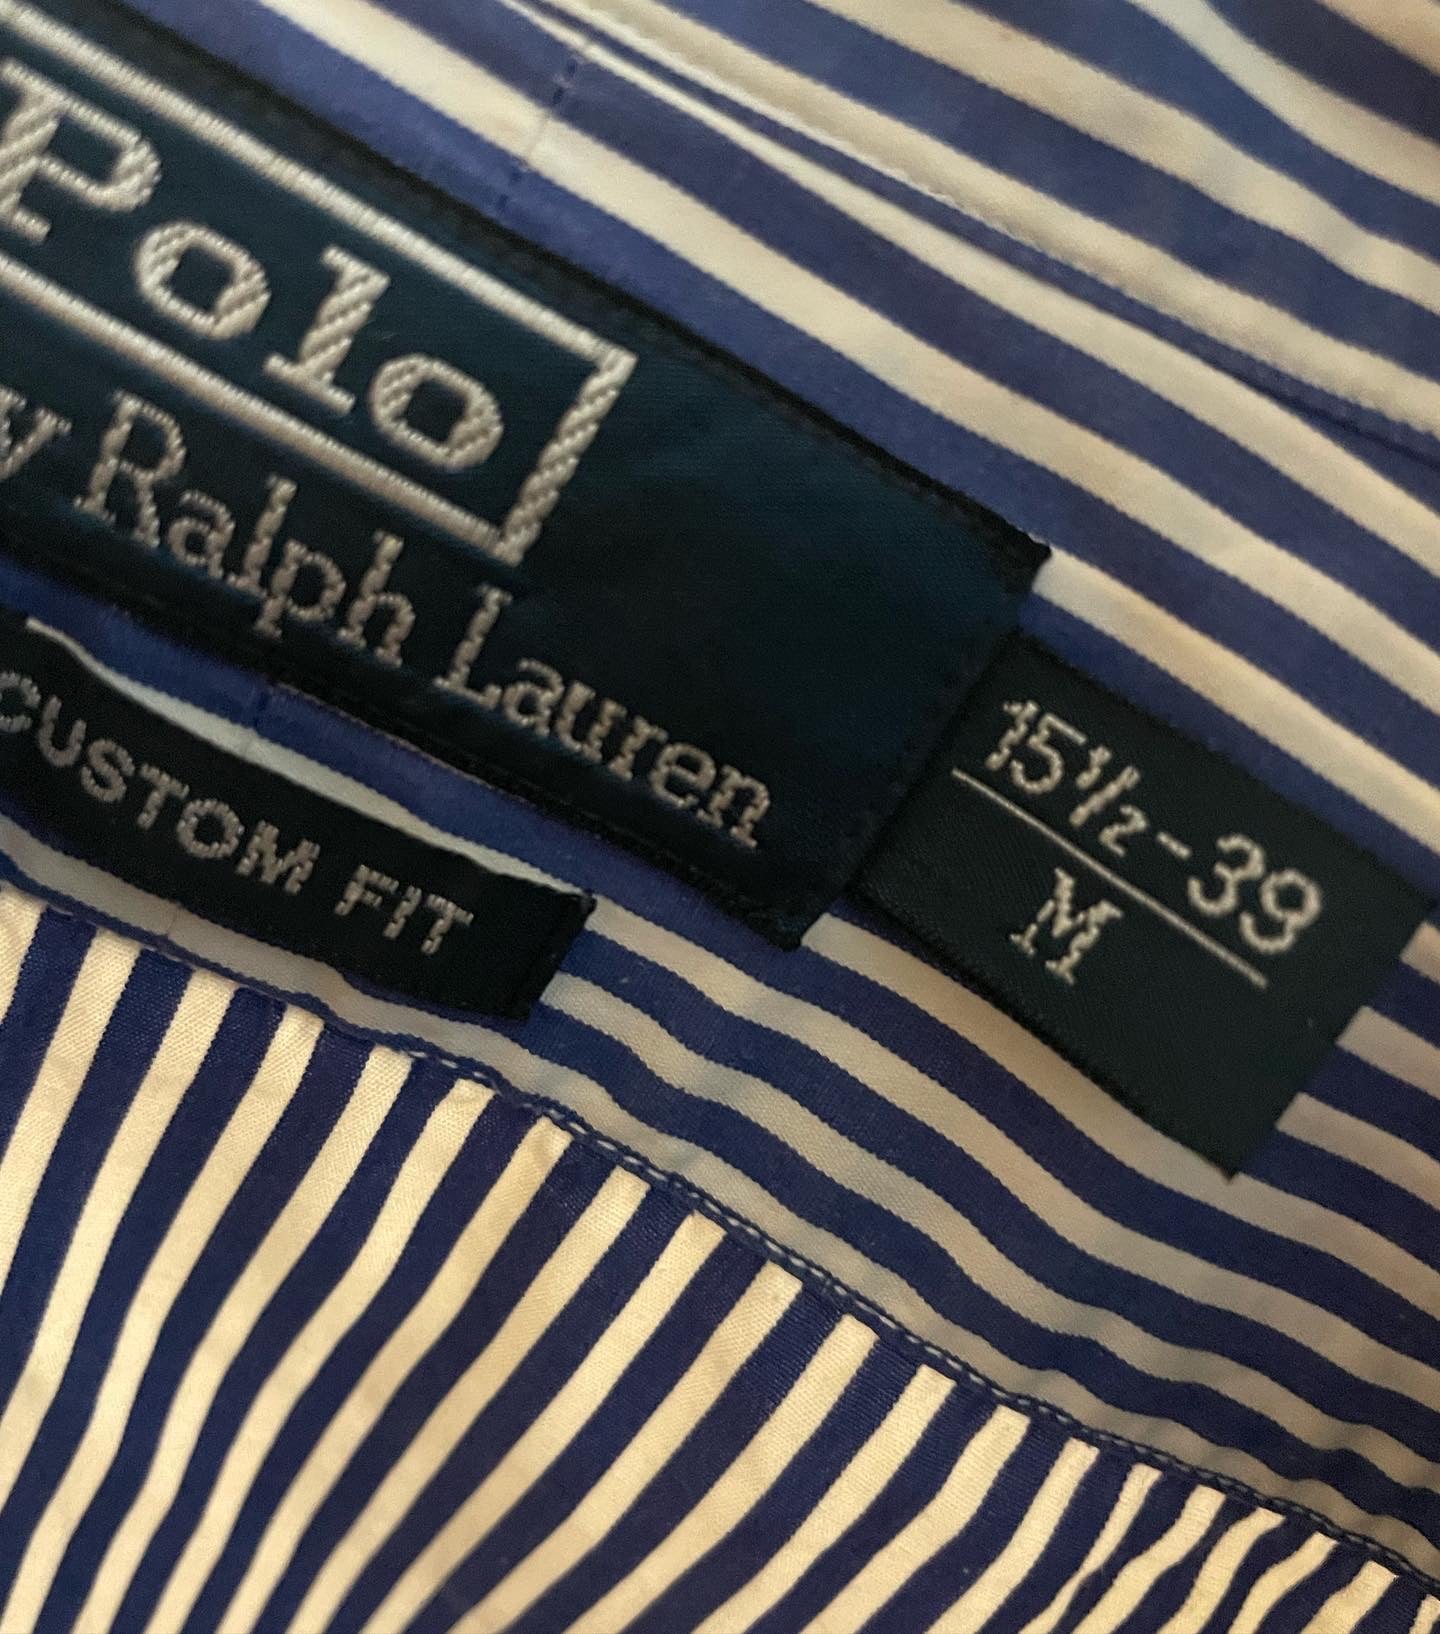 Polo
y Ralph Lauren
CUSTOM FIT
15½-39
M